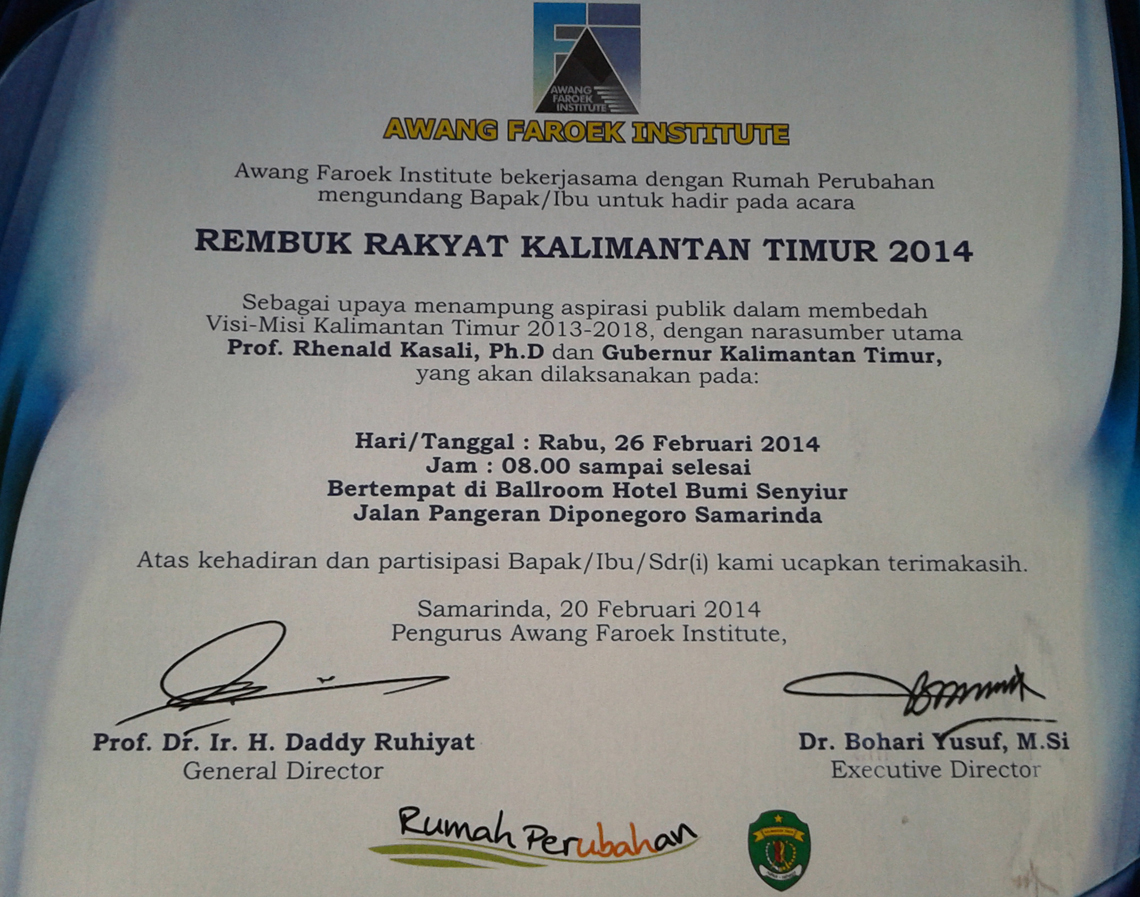 AWANG
FAROEK
INSTITUTE
AWANG FAROEK INSTITUTE
Awang Faroek Institute bekerjasama dengan Rumah Perubahan
mengundang Bapak/Ibu untuk hadir pada acara
REMBUK RAKYAT KALIMANTAN TIMUR 2014
Sebagai upaya menampung aspirasi publik dalam membedah
Visi-Misi Kalimantan Timur 2013-2018, dengan narasumber utama
Prof. Rhenald Kasali, Ph.D dan Gubernur Kalimantan Timur,
yang akan dilaksanakan pada:
Hari/Tanggal : Rabu, 26 Februari 2014
Jam : 08.00 sampai selesai
Bertempat di Ballroom Hotel Bumi Senyiur
Jalan Pangeran Diponegoro Samarinda
Atas kehadiran dan partisipasi Bapak/Ibu/Sdr(i) kami ucapkan terimakasih.
Samarinda, 20 Februari 2014
Pengurus Awang Faroek Institute,
Prof. Dr. Ir. H. Daddy Ruhiyat
General Director
Dr. Bohari Yusuf, M.Si
Executive Director
Rumah Perubahan